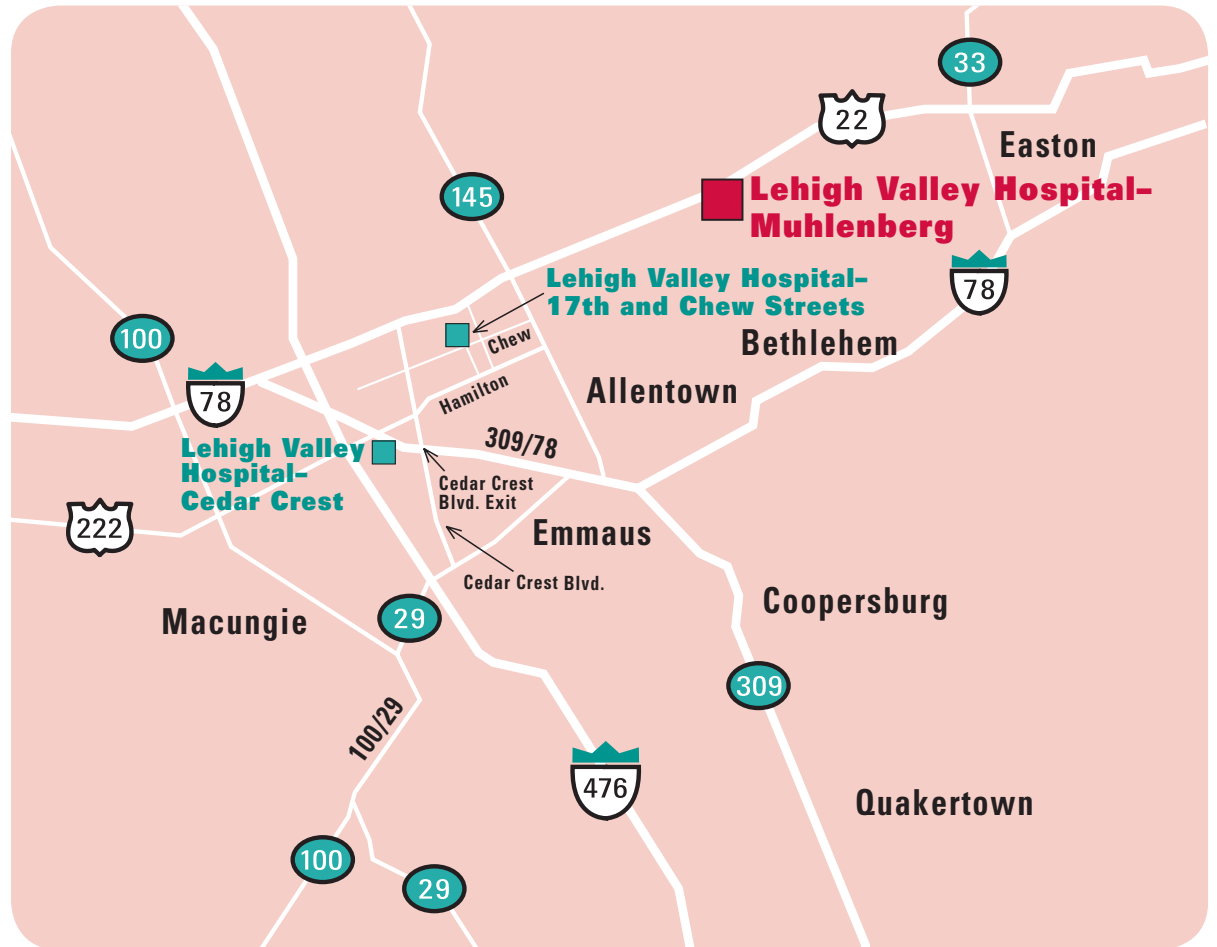 33
22
Easton
Lehigh Valley Hospital–
Muhlenberg
145
Lehigh Valley Hospital–
17th and Chew Streets
78
100
Chew
Bethlehem
78
Hamilton
Allentown
309/78
Lehigh Valley
Hospital–
Cedar Crest
Cedar Crest
Blvd. Exit
222
Emmaus
Cedar Crest Blvd.
Macungie
29
Coopersburg
309
100/29
476
Quakertown
100
29